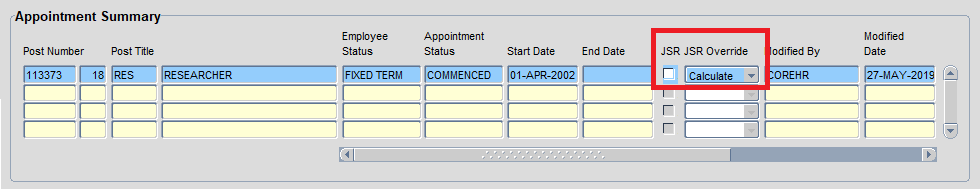 Appointment Summary
Employee Appointment Modified
Post Number Post Title Status Status Start Date End Date JSR JSR Override Modified By Date
113373 18 RES RESEARCHER FIXED TERM COMMENCED 01-APR-2002 Calculate COREHR 27-MAY-2019